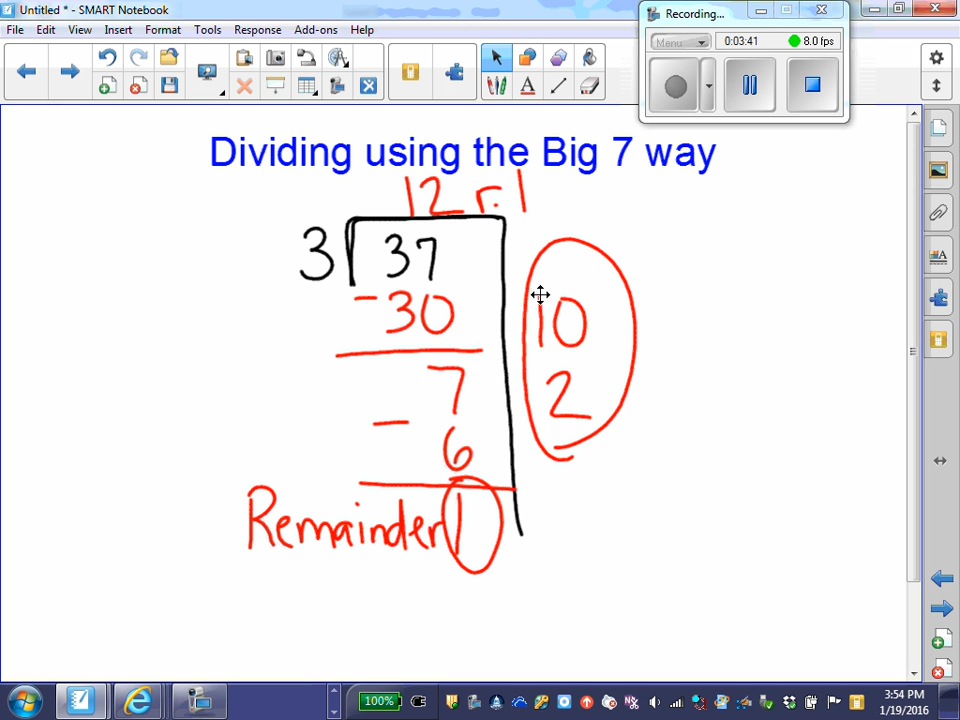 Untitled * - SMART Notebook
Recording...
File Edit View Insert Format Tools Response Add-ons Help
Menu 0:03:41 8.0 fps
Dividing using the Big 7 way
12 r.1
3 37
-30 10
7 2
- 6
Remainder 1
100%
3:54 PM
1/19/2016